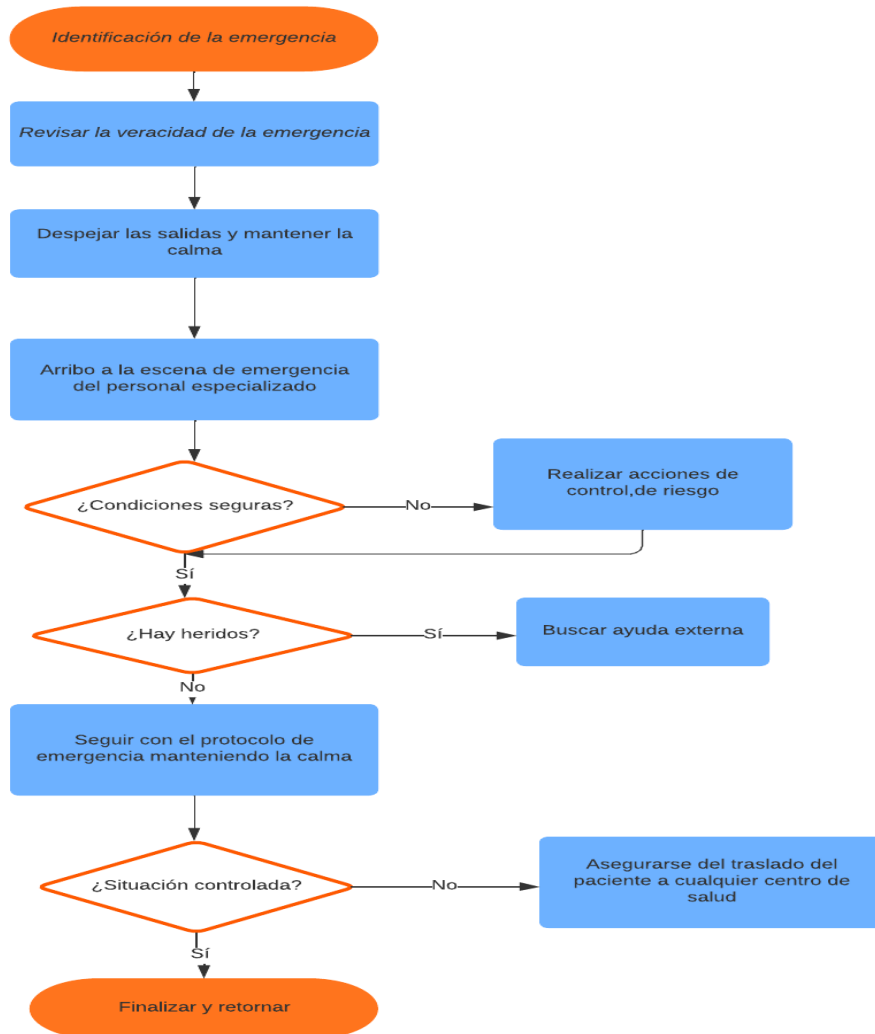 Identificación de la emergencia
Revisar la veracidad de la emergencia
Despejar las salidas y mantener la
calma
Arribo a la escena de emergencia
del personal especializado
¿Condiciones seguras?
No
Realizar acciones de
control,de riesgo
Sí
¿Hay heridos?
Sí
Buscar ayuda externa
No
Seguir con el protocolo de
emergencia manteniendo la calma
¿Situación controlada?
No
Asegurarse del traslado del
paciente a cualquier centro de
salud
Sí
Finalizar y retornar